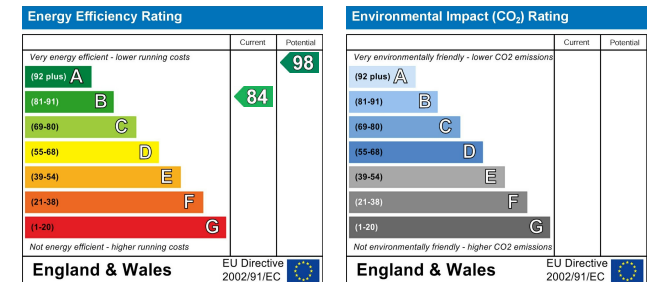 Energy Efficiency Rating
Current Potential
Very energy efficient - lower running costs
(92 plus) A
(81-91) B
(69-80) C
(55-68) D
(39-54) E
(21-38) F
(1-20) G
84
98
Not energy efficient - higher running costs
England & Wales
EU Directive
2002/91/EC
Environmental Impact (CO₂) Rating
Current Potential
Very environmentally friendly - lower CO2 emissions
(92 plus) A
(81-91) B
(69-80) C
(55-68) D
(39-54) E
(21-38) F
(1-20) G
Not environmentally friendly - higher CO2 emissions
England & Wales
EU Directive
2002/91/EC